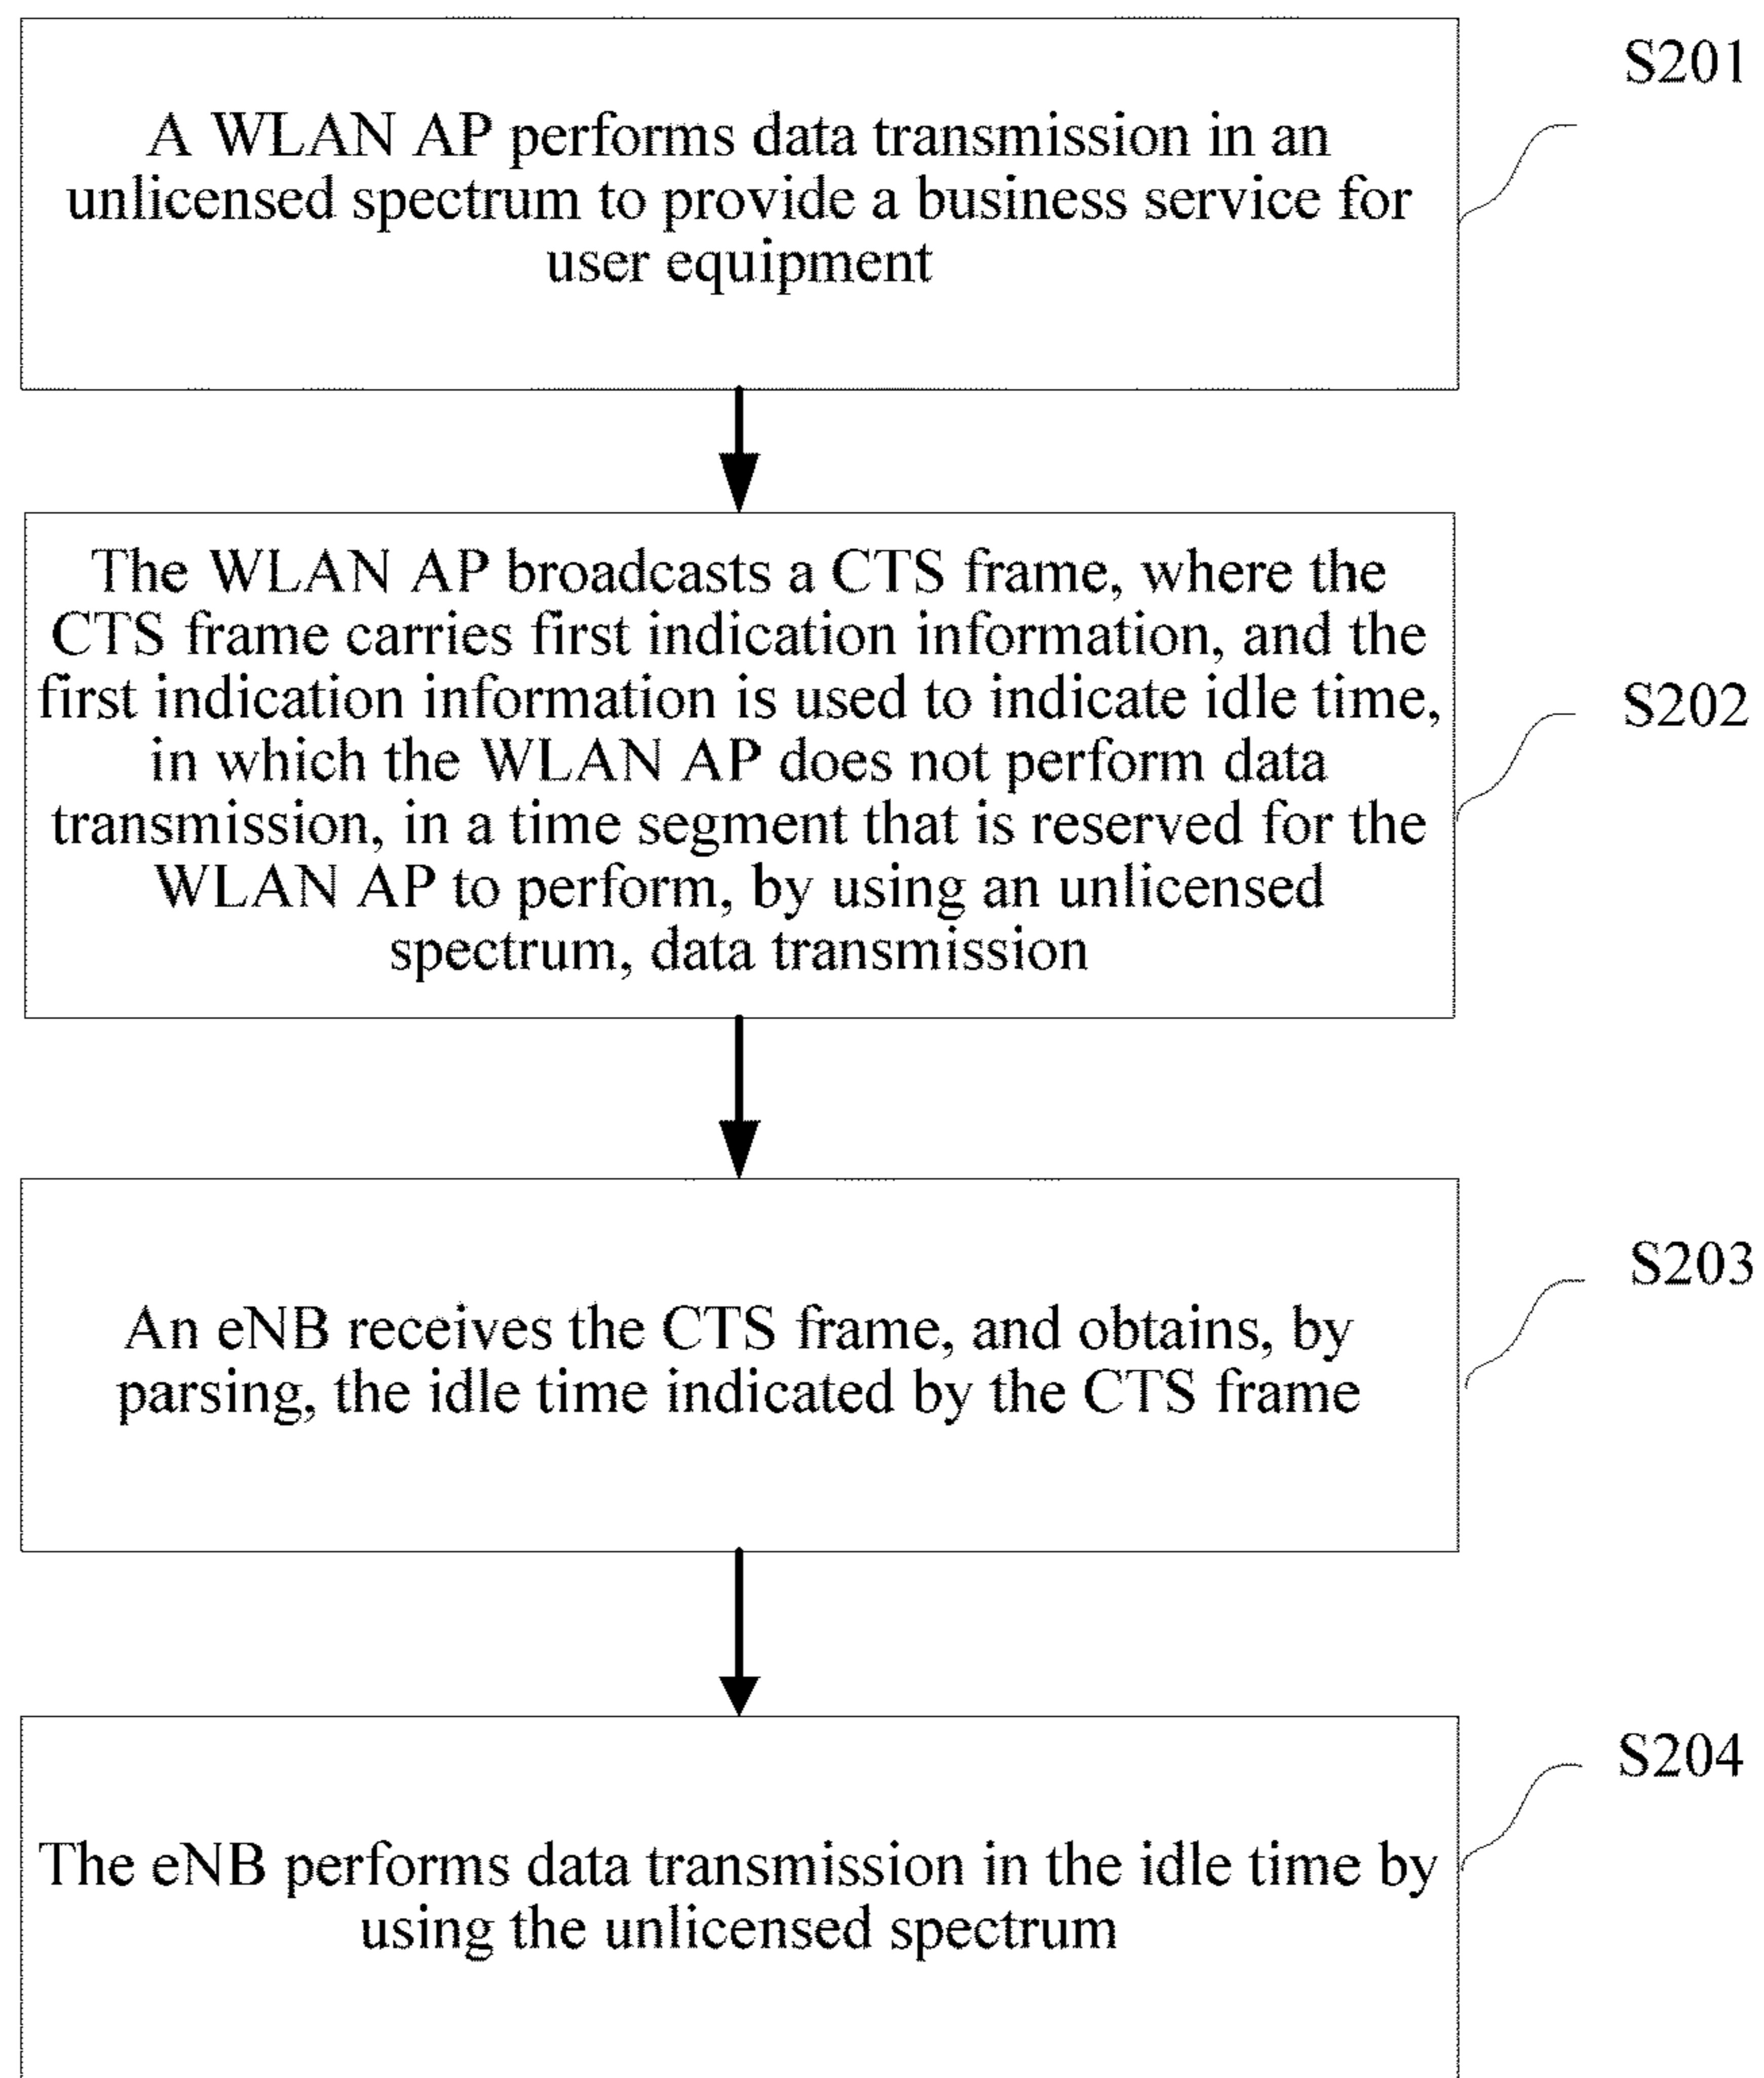 S201
A WLAN AP performs data transmission in an
unlicensed spectrum to provide a business service for
user equipment
The WLAN AP broadcasts a CTS frame, where the
CTS frame carries first indication information, and the
first indication information is used to indicate idle time,
in which the WLAN AP does not perform data
transmission, in a time segment that is reserved for the
WLAN AP to perform, by using an unlicensed
spectrum, data transmission
S202
An eNB receives the CTS frame, and obtains, by
parsing, the idle time indicated by the CTS frame
S203
The eNB performs data transmission in the idle time by
using the unlicensed spectrum
S204